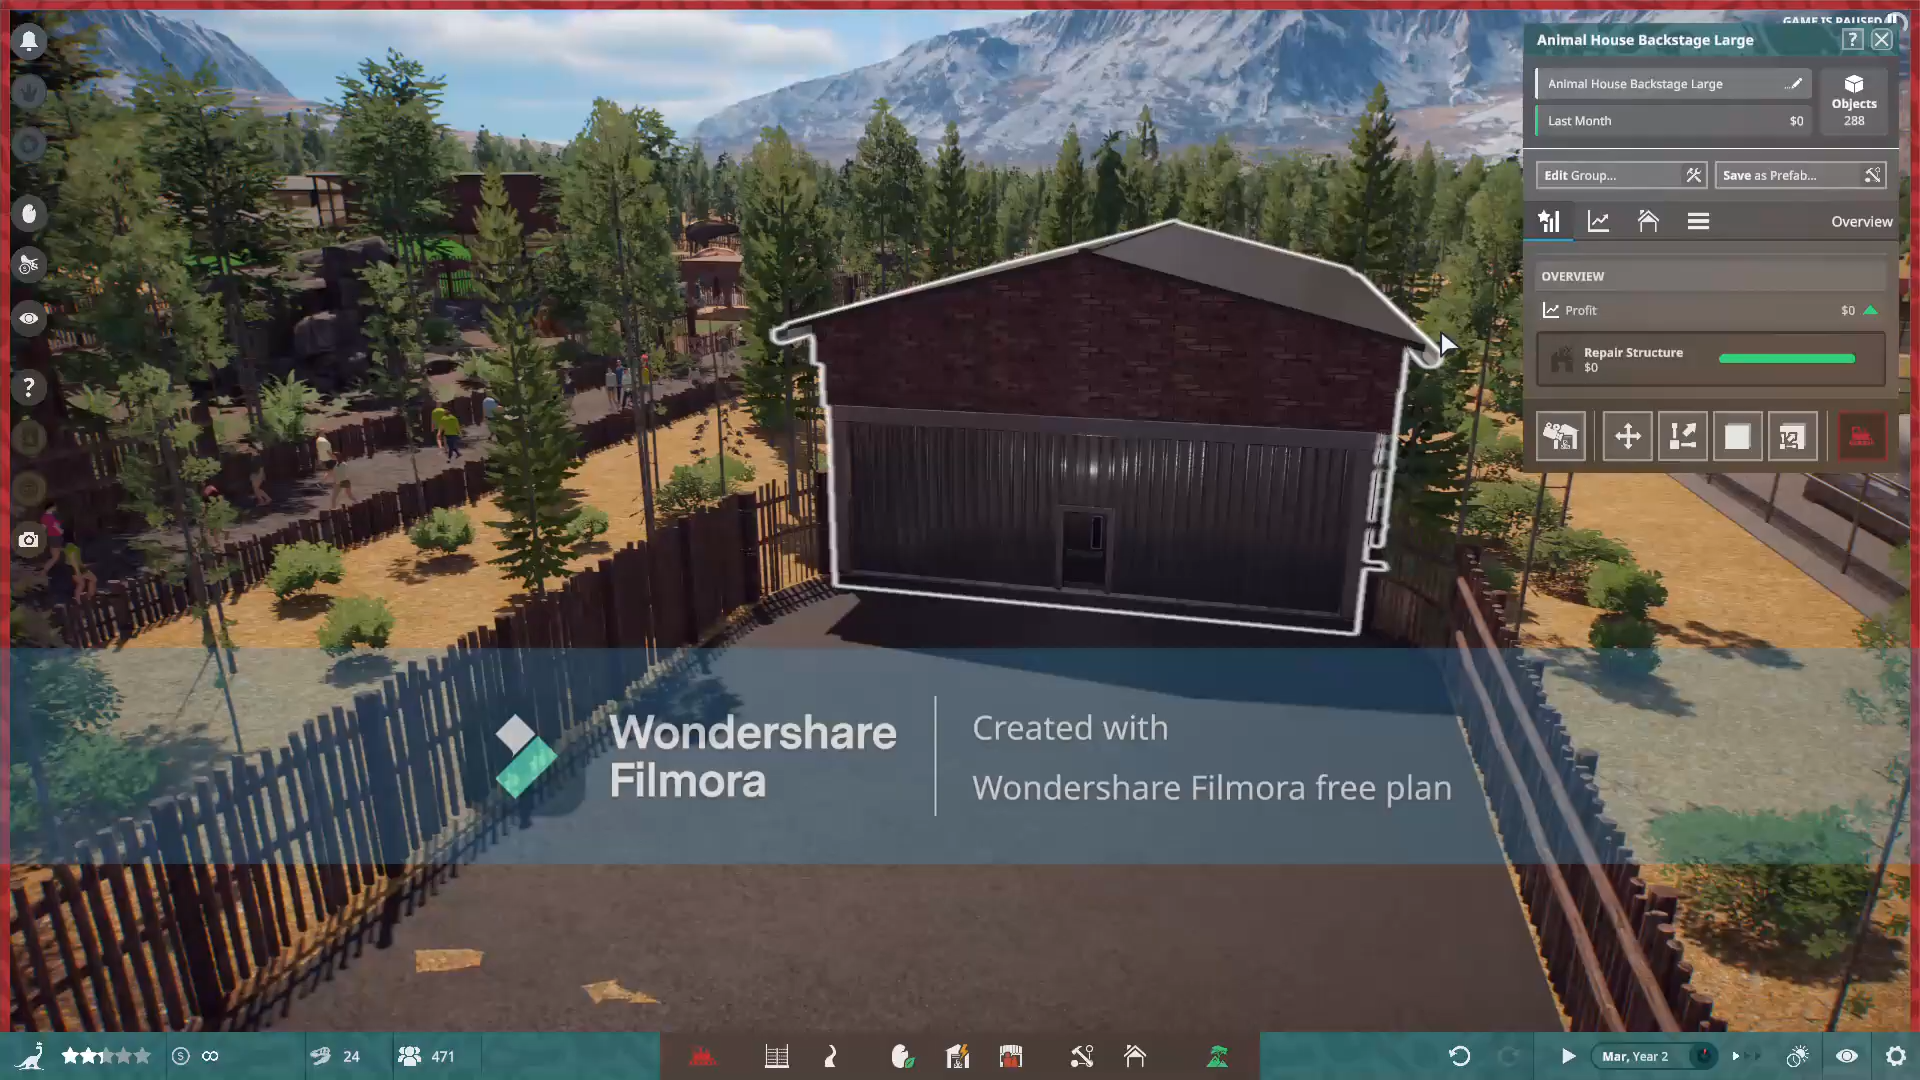 GAME IS PAUSED
Animal House Backstage Large
?
Animal House Backstage Large
...
Objects
288
Last Month
$0
Edit Group...
Save as Prefab...
Overview
OVERVIEW
Profit
$0
Repair Structure
$0
?
Wondershare
Filmora
Created with
Wondershare Filmora free plan
24
471
Mar, Year 2